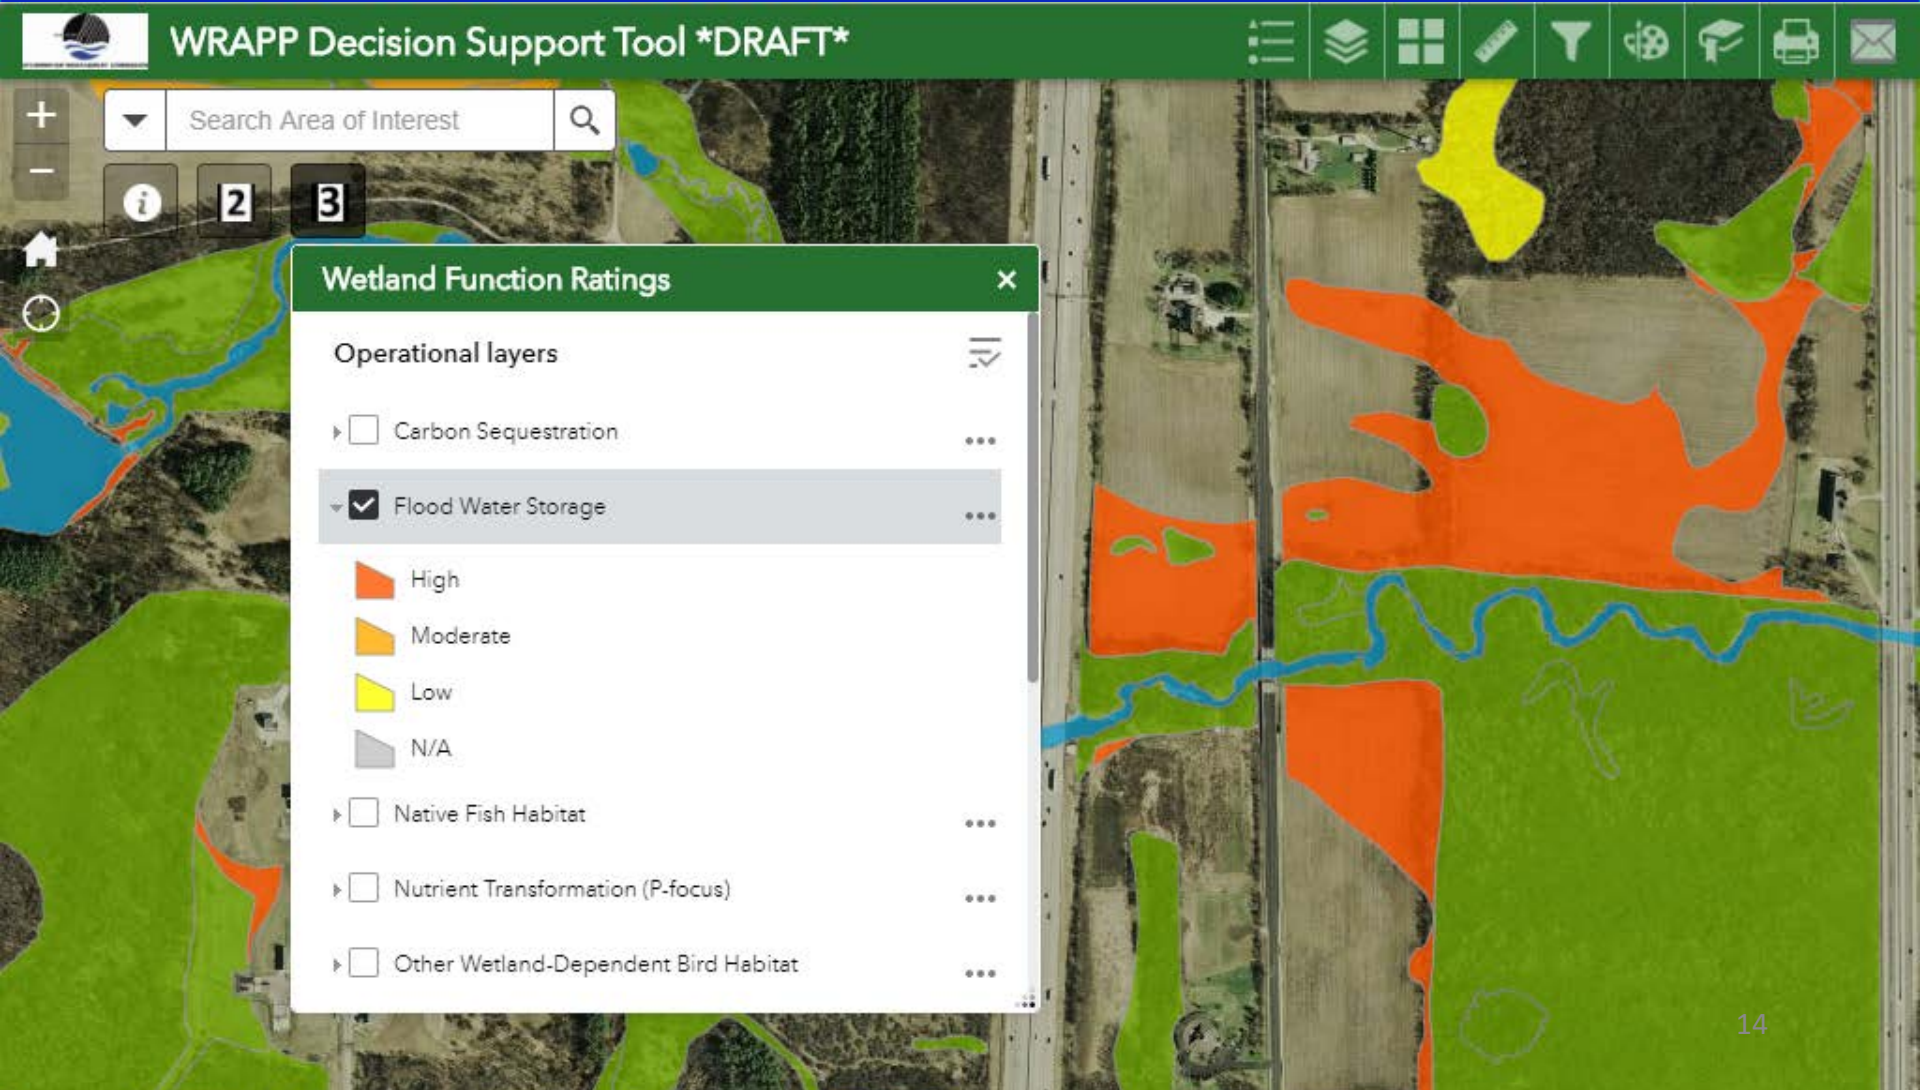 WRAPP Decision Support Tool *DRAFT*
Search Area of Interest
2
3
Wetland Function Ratings
Operational layers
Carbon Sequestration
Flood Water Storage
High
Moderate
Low
N/A
Native Fish Habitat
Nutrient Transformation (P-focus)
Other Wetland-Dependent Bird Habitat
14